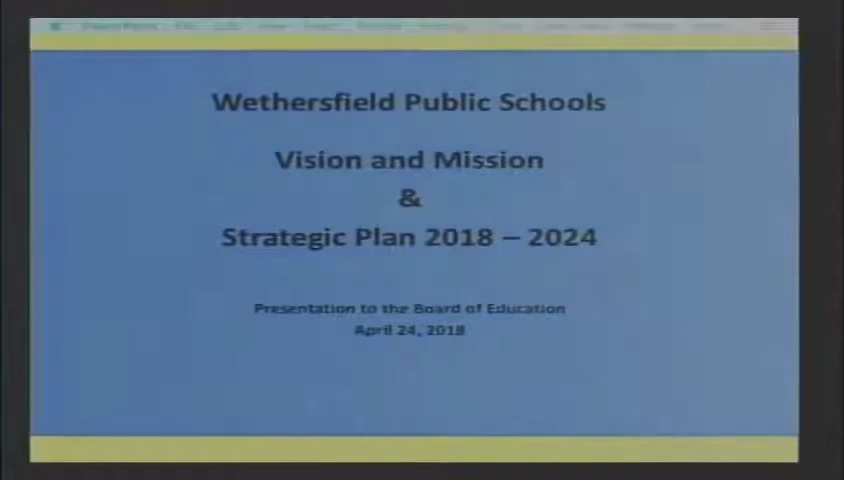 Wethersfield Public Schools
Vision and Mission
&
Strategic Plan 2018 – 2024
Presentation to the Board of Education
April 24, 2018